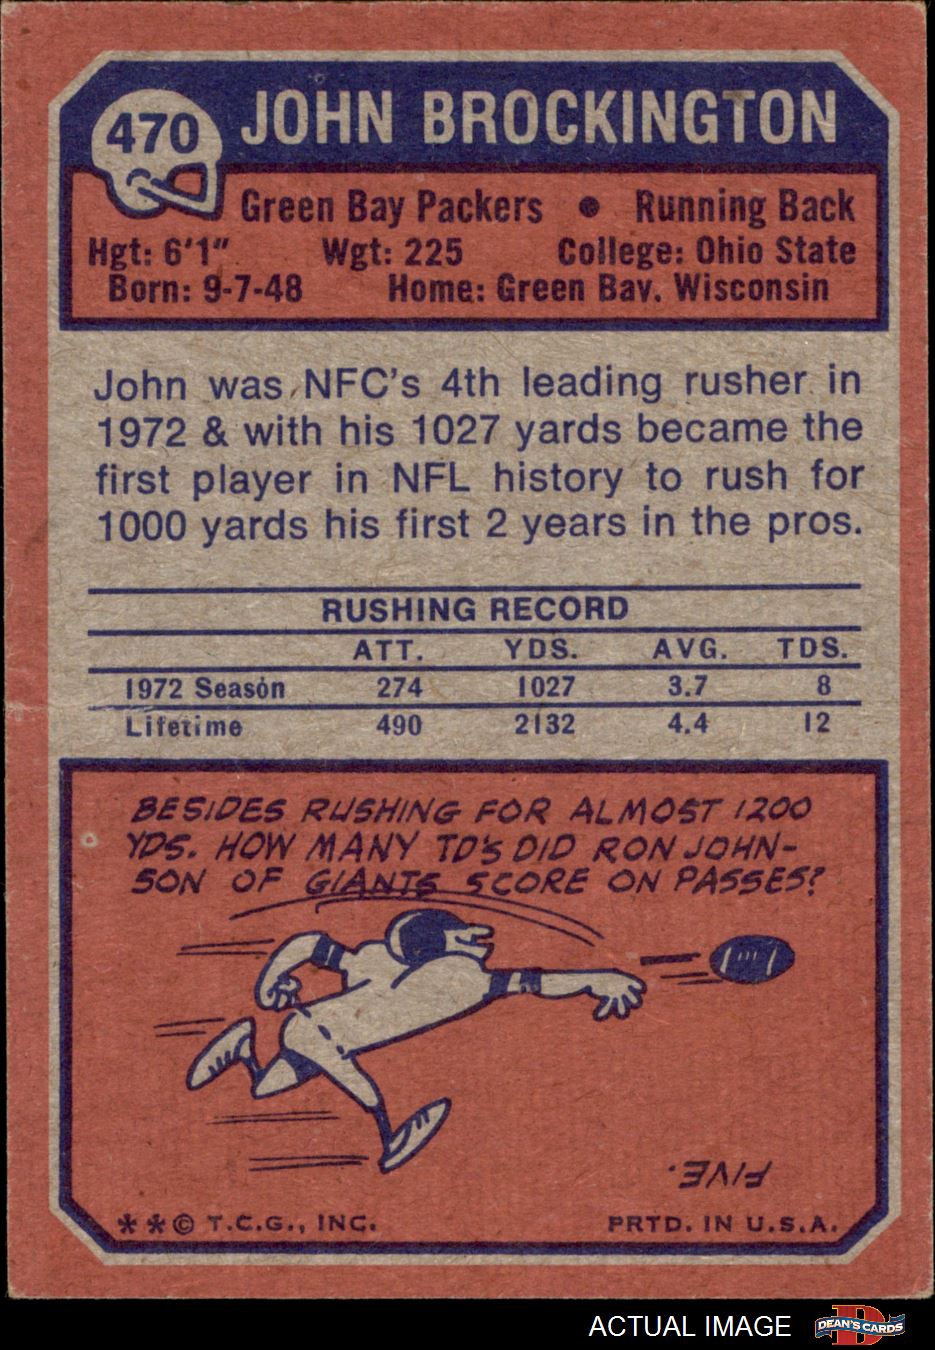 470
JOHN BROCKINGTON
Green Bay Packers • Running Back
Hgt: 6'1" Wgt: 225 College: Ohio State
Born: 9-7-48 Home: Green Bay, Wisconsin
John was NFC's 4th leading rusher in
1972 & with his 1027 yards became the
first player in NFL history to rush for
1000 yards his first 2 years in the pros.
RUSHING RECORD
ATT. YDS. AVG. TDS.
1972 Season 274 1027 3.7 8
Lifetime 490 2132 4.4 12
BESIDES RUSHING FOR ALMOST 1200
YDS. HOW MANY TD'S DID RON JOHN-
SON OF GIANTS SCORE ON PASSES?
FIVE.
**© T.C.G., INC. PRTD. IN U.S.A.
ACTUAL IMAGE
DEAN'S CARDS